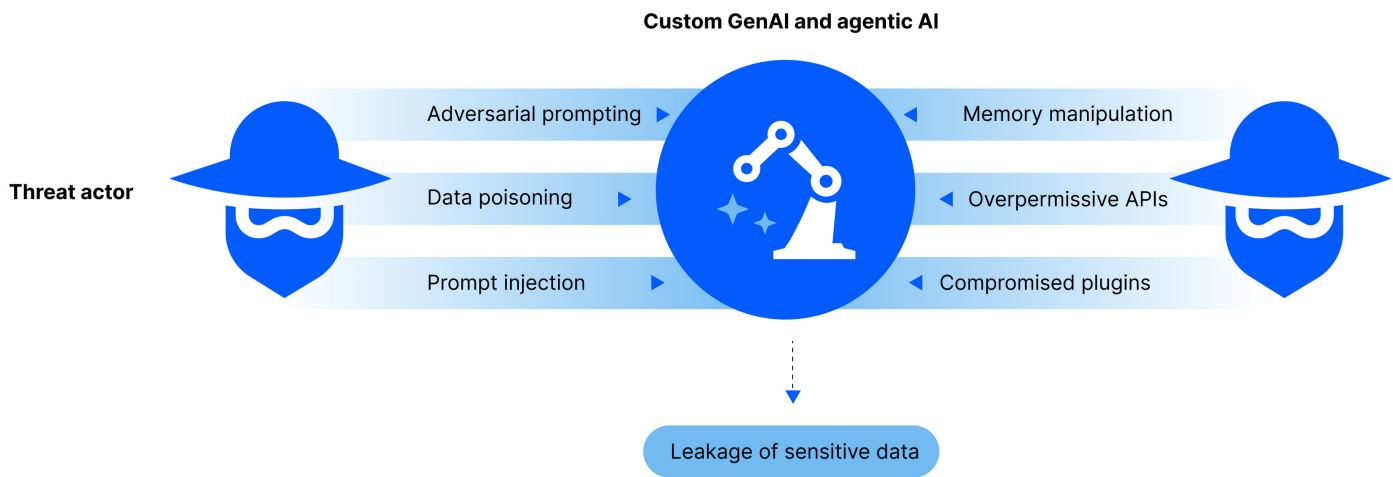 Custom GenAI and agentic AI
Adversarial prompting
Memory manipulation
Threat actor
Data poisoning
Overpermissive APIs
Prompt injection
Compromised plugins
Leakage of sensitive data